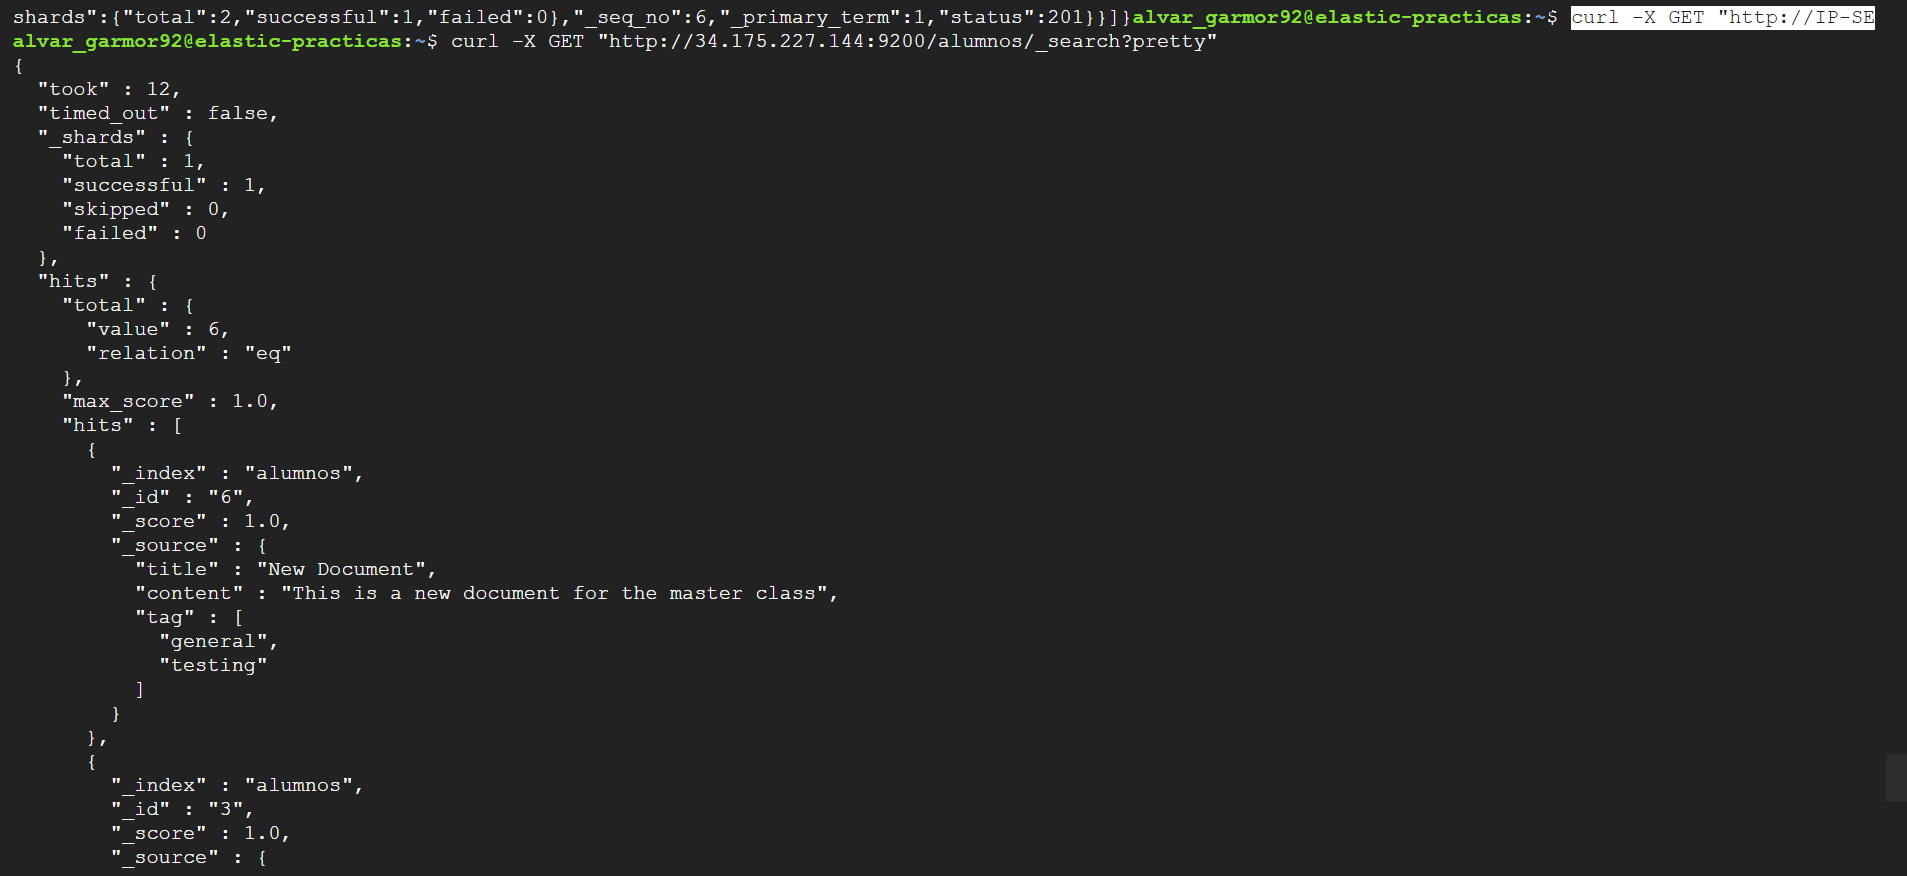 shards":{"total":2,"successful":1,"failed":0},"_seq_no":6,"_primary_term":1,"status":201}}]}alvar_garmor92@elastic-practicas:~$ curl -X GET "http://IP-SE
alvar_garmor92@elastic-practicas:~$ curl -X GET "http://34.175.227.144:9200/alumnos/_search?pretty"
{
  "took" : 12,
  "timed_out" : false,
  "_shards" : {
    "total" : 1,
    "successful" : 1,
    "skipped" : 0,
    "failed" : 0
  },
  "hits" : {
    "total" : {
      "value" : 6,
      "relation" : "eq"
    },
    "max_score" : 1.0,
    "hits" : [
      {
        "_index" : "alumnos",
        "_id" : "6",
        "_score" : 1.0,
        "_source" : {
          "title" : "New Document",
          "content" : "This is a new document for the master class",
          "tag" : [
            "general",
            "testing"
          ]
        }
      },
      {
        "_index" : "alumnos",
        "_id" : "3",
        "_score" : 1.0,
        "_source" : {